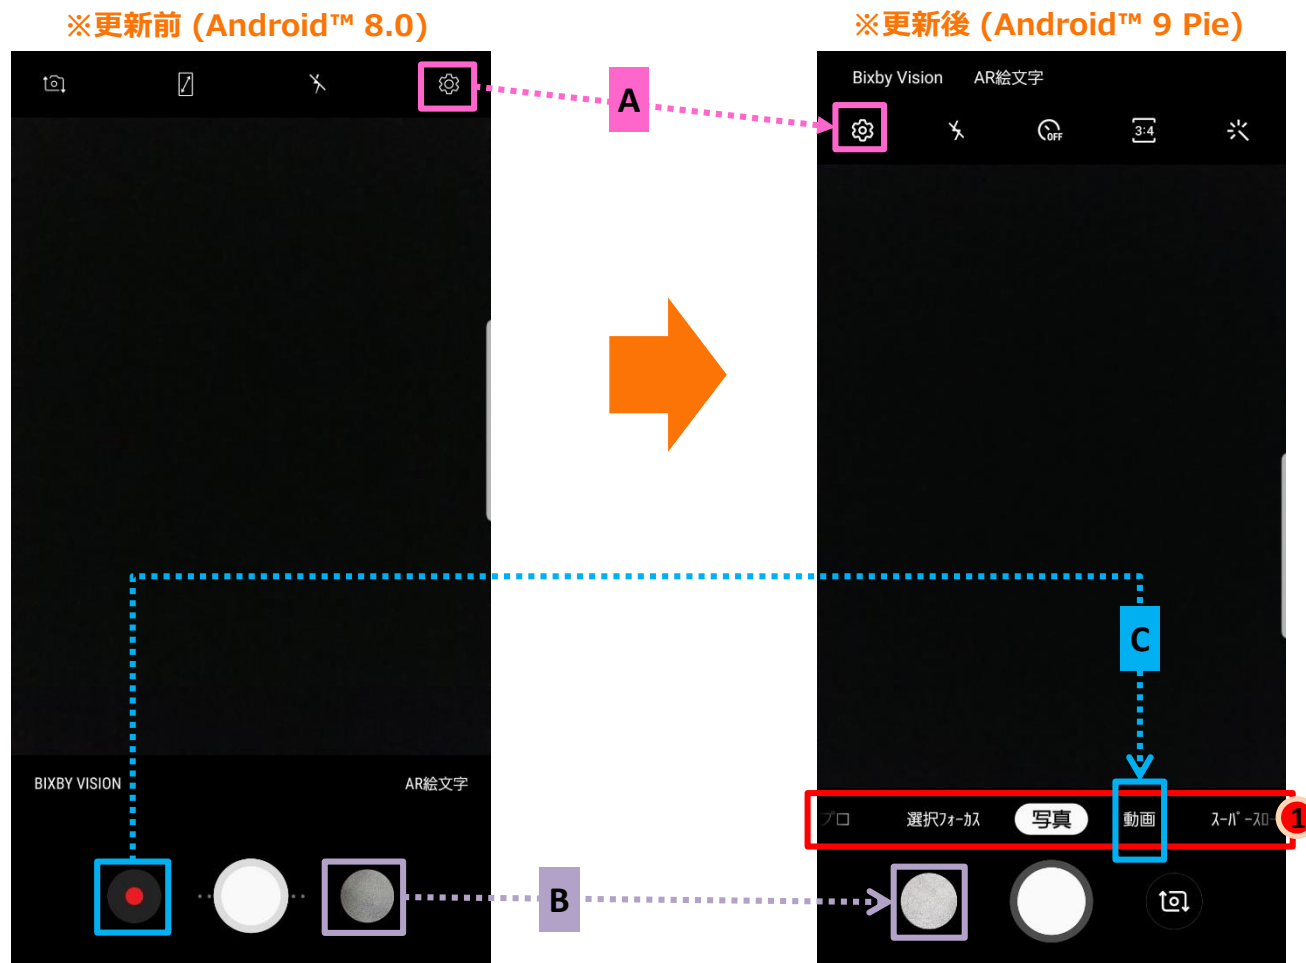 ※更新前 (Android™ 8.0)
※更新後 (Android™ 9 Pie)
A
Bixby Vision AR絵文字
OFF
3:4
C
BIXBY VISION AR絵文字
プロ 選択フォーカス 写真 動画 スーパースロー
1
B